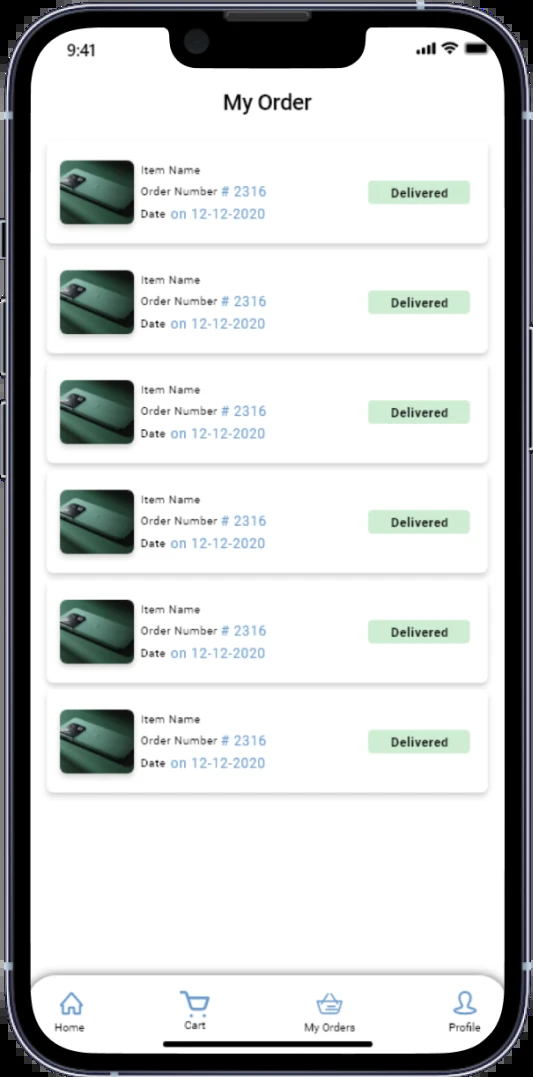 9:41
My Order
Item Name
Order Number # 2316
Delivered
Date on 12-12-2020
Item Name
Order Number # 2316
Delivered
Date on 12-12-2020
Item Name
Order Number # 2316
Delivered
Date on 12-12-2020
Item Name
Order Number # 2316
Delivered
Date on 12-12-2020
Item Name
Order Number # 2316
Delivered
Date on 12-12-2020
Item Name
Order Number # 2316
Delivered
Date on 12-12-2020
Home
Cart
My Orders
Profile